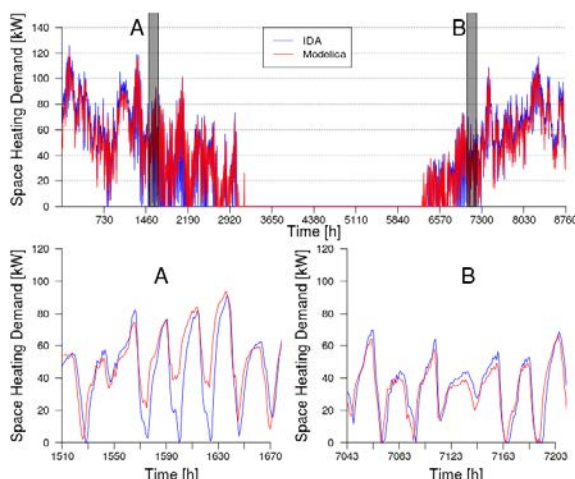 A
B
140
120
100
80
60
40
20
0
Space Heating Demand [kW]
IDA
Modelica
730 1460 2190 2920 3650 4380 5110 5840 6570 7300 8030 8760
Time [h]
A
120
100
80
60
40
20
0
Space Heating Demand [kW]
1510 1550 1590 1630 1670
Time [h]
B
120
100
80
60
40
20
0
Space Heating Demand [kW]
7043 7083 7123 7163 7203
Time [h]